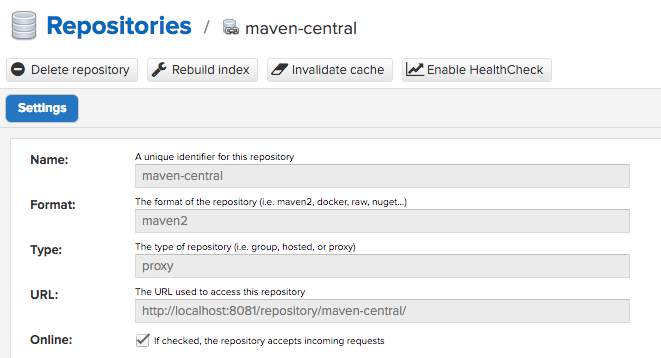 Repositories / maven-central
Delete repository Rebuild index Invalidate cache Enable HealthCheck
Settings
Name: A unique identifier for this repository
maven-central
Format: The format of the repository (i.e. maven2, docker, raw, nuget...)
maven2
Type: The type of repository (i.e. group, hosted, or proxy)
proxy
URL: The URL used to access this repository
http://localhost:8081/repository/maven-central/
Online: If checked, the repository accepts incoming requests